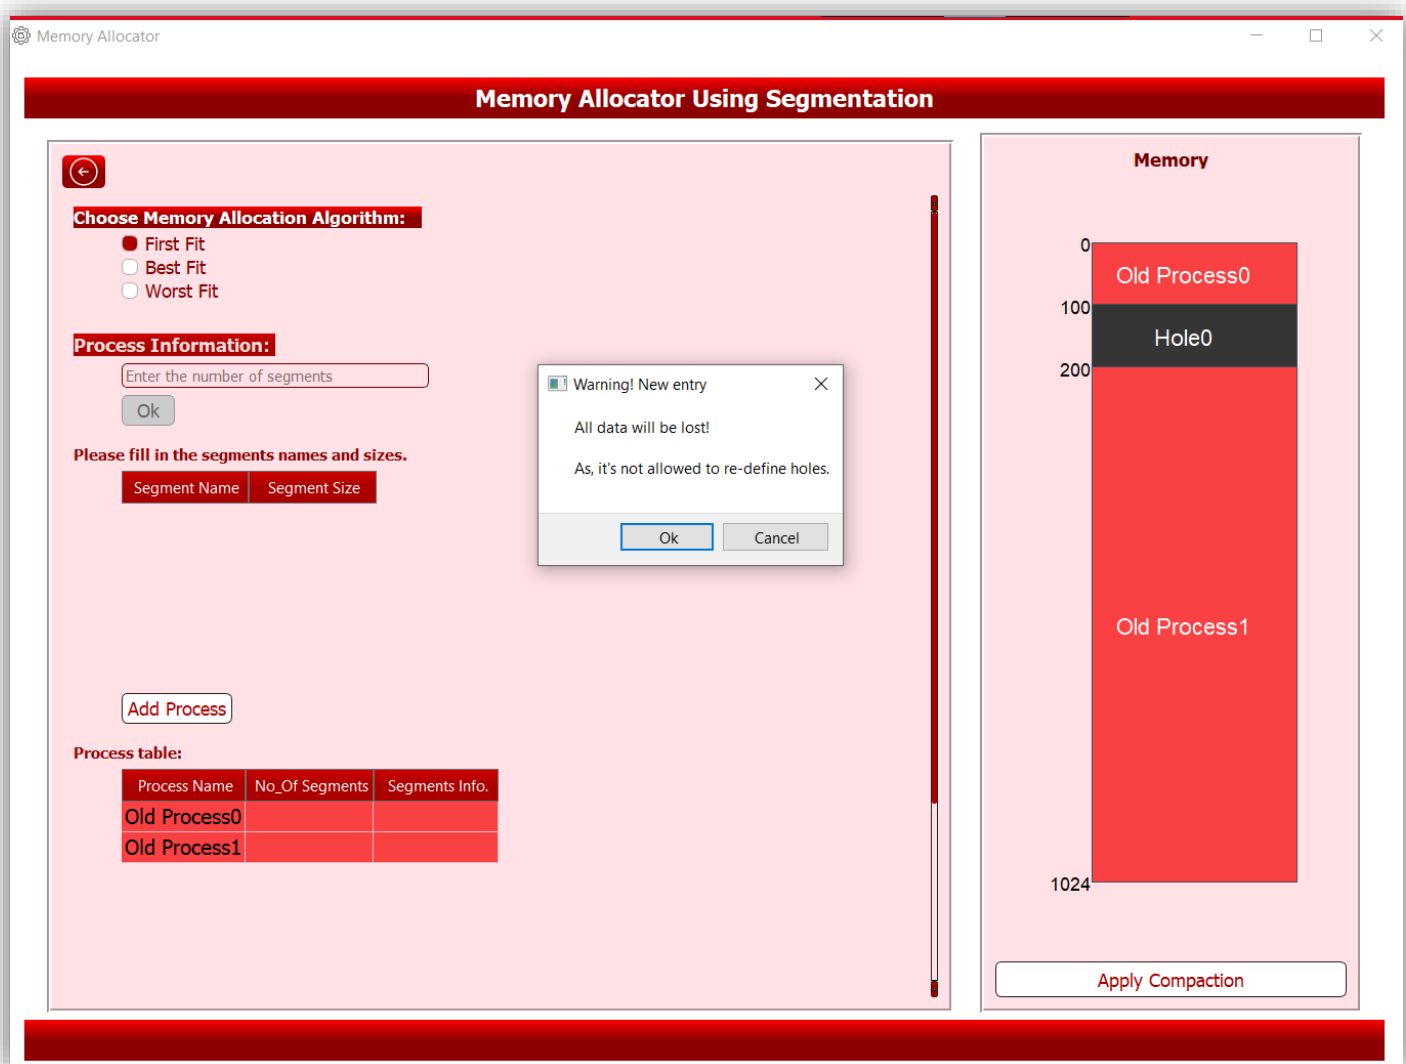 Memory Allocator
Memory Allocator Using Segmentation
Choose Memory Allocation Algorithm:
First Fit
Best Fit
Worst Fit
Process Information:
Enter the number of segments
Ok
Please fill in the segments names and sizes.
Segment Name Segment Size
Add Process
Process table:
Process Name No_Of Segments Segments Info.
Old Process0
Old Process1
Warning! New entry
All data will be lost!
As, it's not allowed to re-define holes.
Ok Cancel
Memory
0
Old Process0
100
Hole0
200
Old Process1
1024
Apply Compaction